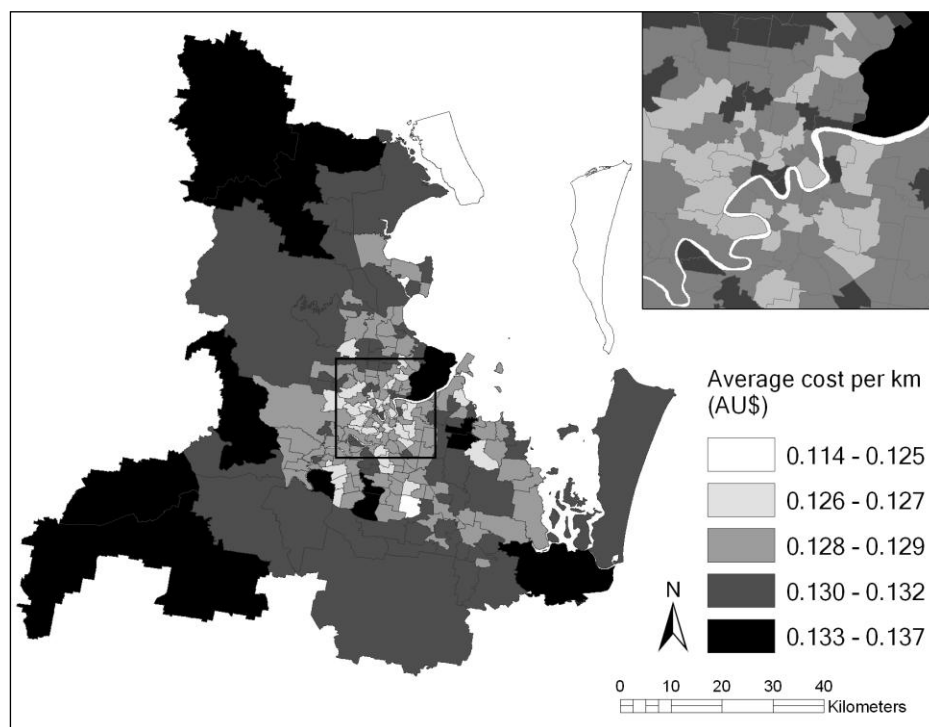 Average cost per km
(AU$)
0.114 - 0.125
0.126 - 0.127
0.128 - 0.129
0.130 - 0.132
0.133 - 0.137
N
0 10 20 30 40
Kilometers